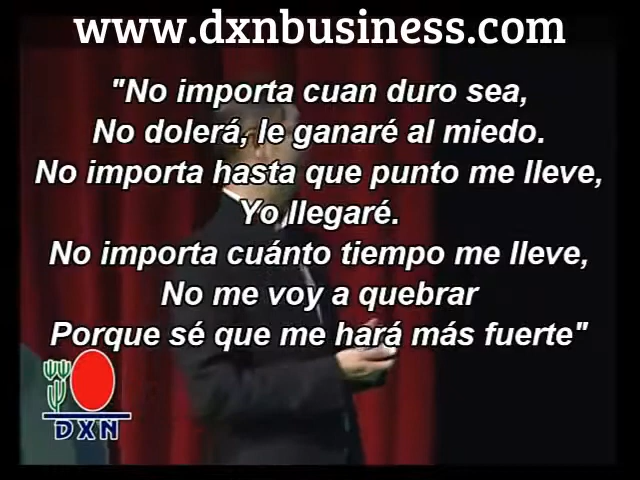 www.dxnbusiness.com
"No importa cuan duro sea,
No dolerá, le ganaré al miedo.
No importa hasta que punto me lleve,
Yo llegaré.
No importa cuánto tiempo me lleve,
No me voy a quebrar
Porque sé que me hará más fuerte"
DXN